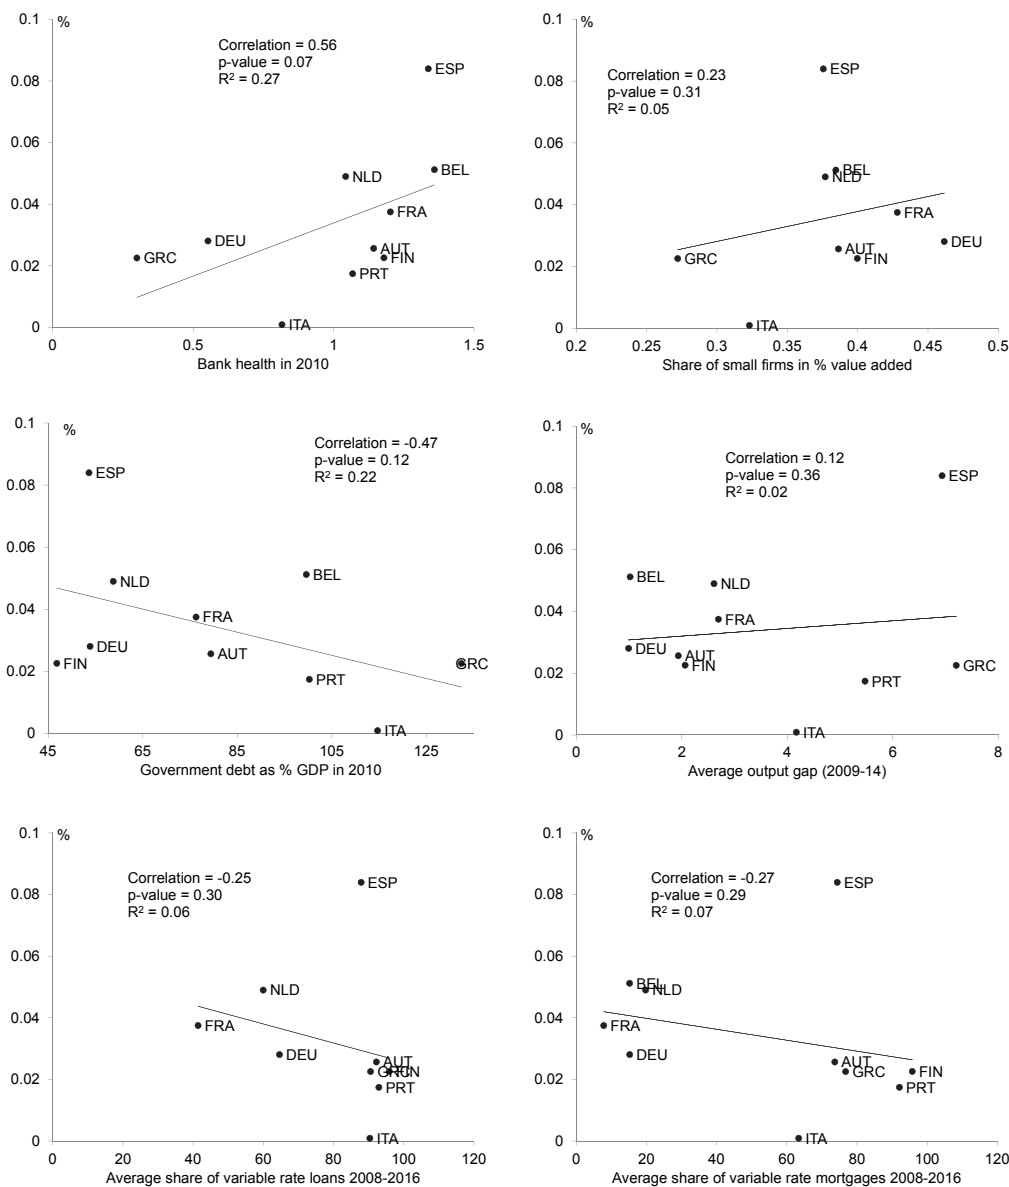 0.1
%
Correlation = 0.56
p-value = 0.07
R² = 0.27
ESP
0.08
0.06
BEL
NLD
0.04
FRA
DEU
AUT
GRC
FIN
0.02
PRT
ITA
0
0 0.5 1 1.5
Bank health in 2010
0.1
%
Correlation = 0.23
p-value = 0.31
R² = 0.05
ESP
0.08
0.06
BEL
NLD
0.04
FRA
DEU
AUT
GRC
FIN
0.02
ITA
0
0.2 0.25 0.3 0.35 0.4 0.45 0.5
Share of small firms in % value added
0.1
%
Correlation = -0.47
p-value = 0.12
R² = 0.22
ESP
0.08
0.06
BEL
NLD
0.04
FRA
DEU
AUT
FIN
GRC
0.02
PRT
ITA
0
45 65 85 105 125
Government debt as % GDP in 2010
0.1
%
Correlation = 0.12
p-value = 0.36
R² = 0.02
ESP
0.08
0.06
BEL
NLD
0.04
FRA
DEU
AUT
FIN
GRC
0.02
PRT
ITA
0
0 2 4 6 8
Average output gap (2009-14)
0.1
%
Correlation = -0.25
p-value = 0.30
R² = 0.06
ESP
0.08
0.06
NLD
0.04
FRA
DEU
AUT
0.02
PRT
ITA
0
0 20 40 60 80 100 120
Average share of variable rate loans 2008-2016
0.1
%
Correlation = -0.27
p-value = 0.29
R² = 0.07
ESP
0.08
0.06
BEL
NLD
0.04
FRA
DEU
AUT
GRC
FIN
0.02
PRT
ITA
0
0 20 40 60 80 100 120
Average share of variable rate mortgages 2008-2016